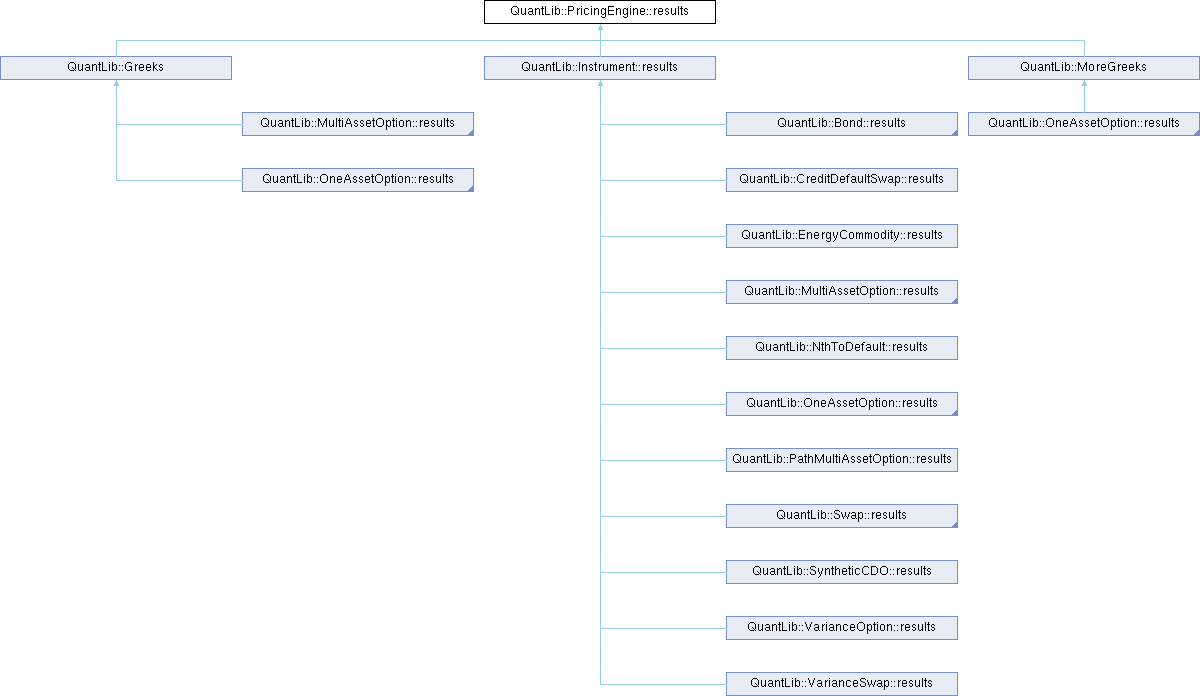 QuantLib::PricingEngine::results
QuantLib::Greeks
QuantLib::Instrument::results
QuantLib::MoreGreeks
QuantLib::MultiAssetOption::results
QuantLib::Bond::results
QuantLib::OneAssetOption::results
QuantLib::OneAssetOption::results
QuantLib::CreditDefaultSwap::results
QuantLib::EnergyCommodity::results
QuantLib::MultiAssetOption::results
QuantLib::NthToDefault::results
QuantLib::OneAssetOption::results
QuantLib::PathMultiAssetOption::results
QuantLib::Swap::results
QuantLib::SyntheticCDO::results
QuantLib::VarianceOption::results
QuantLib::VarianceSwap::results